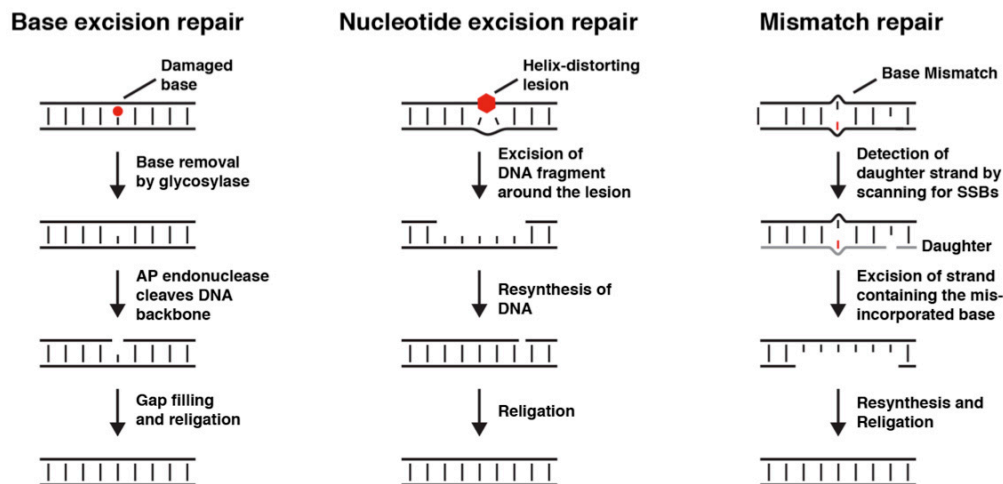 Base excision repair
Damaged
base
Base removal
by glycosylase
AP endonuclease
cleaves DNA
backbone
Gap filling
and religation
Nucleotide excision repair
Helix-distorting
lesion
Excision of
DNA fragment
around the lesion
Resynthesis of
DNA
Religation
Mismatch repair
Base Mismatch
Detection of
daughter strand by
scanning for SSBs
Daughter
Excision of strand
containing the mis-
incorporated base
Resynthesis and
Religation